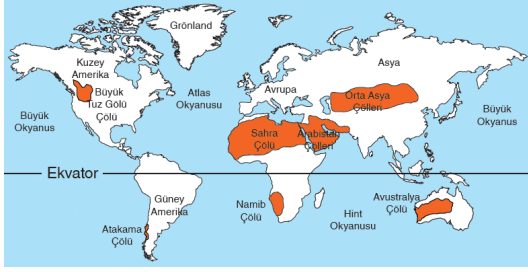 Grönland
Kuzey
Amerika
Asya
Büyük
Tuz Gölü
Çölü
Atlas
Okyanusu
Avrupa
Orta Asya
Çölleri
Büyük
Okyanus
Büyük
Okyanus
Sahra
Çölü
Arabistan
Çölleri
Ekvator
Güney
Amerika
Namib
Çölü
Hint
Okyanusu
Avustralya
Çölü
Atakama
Çölü